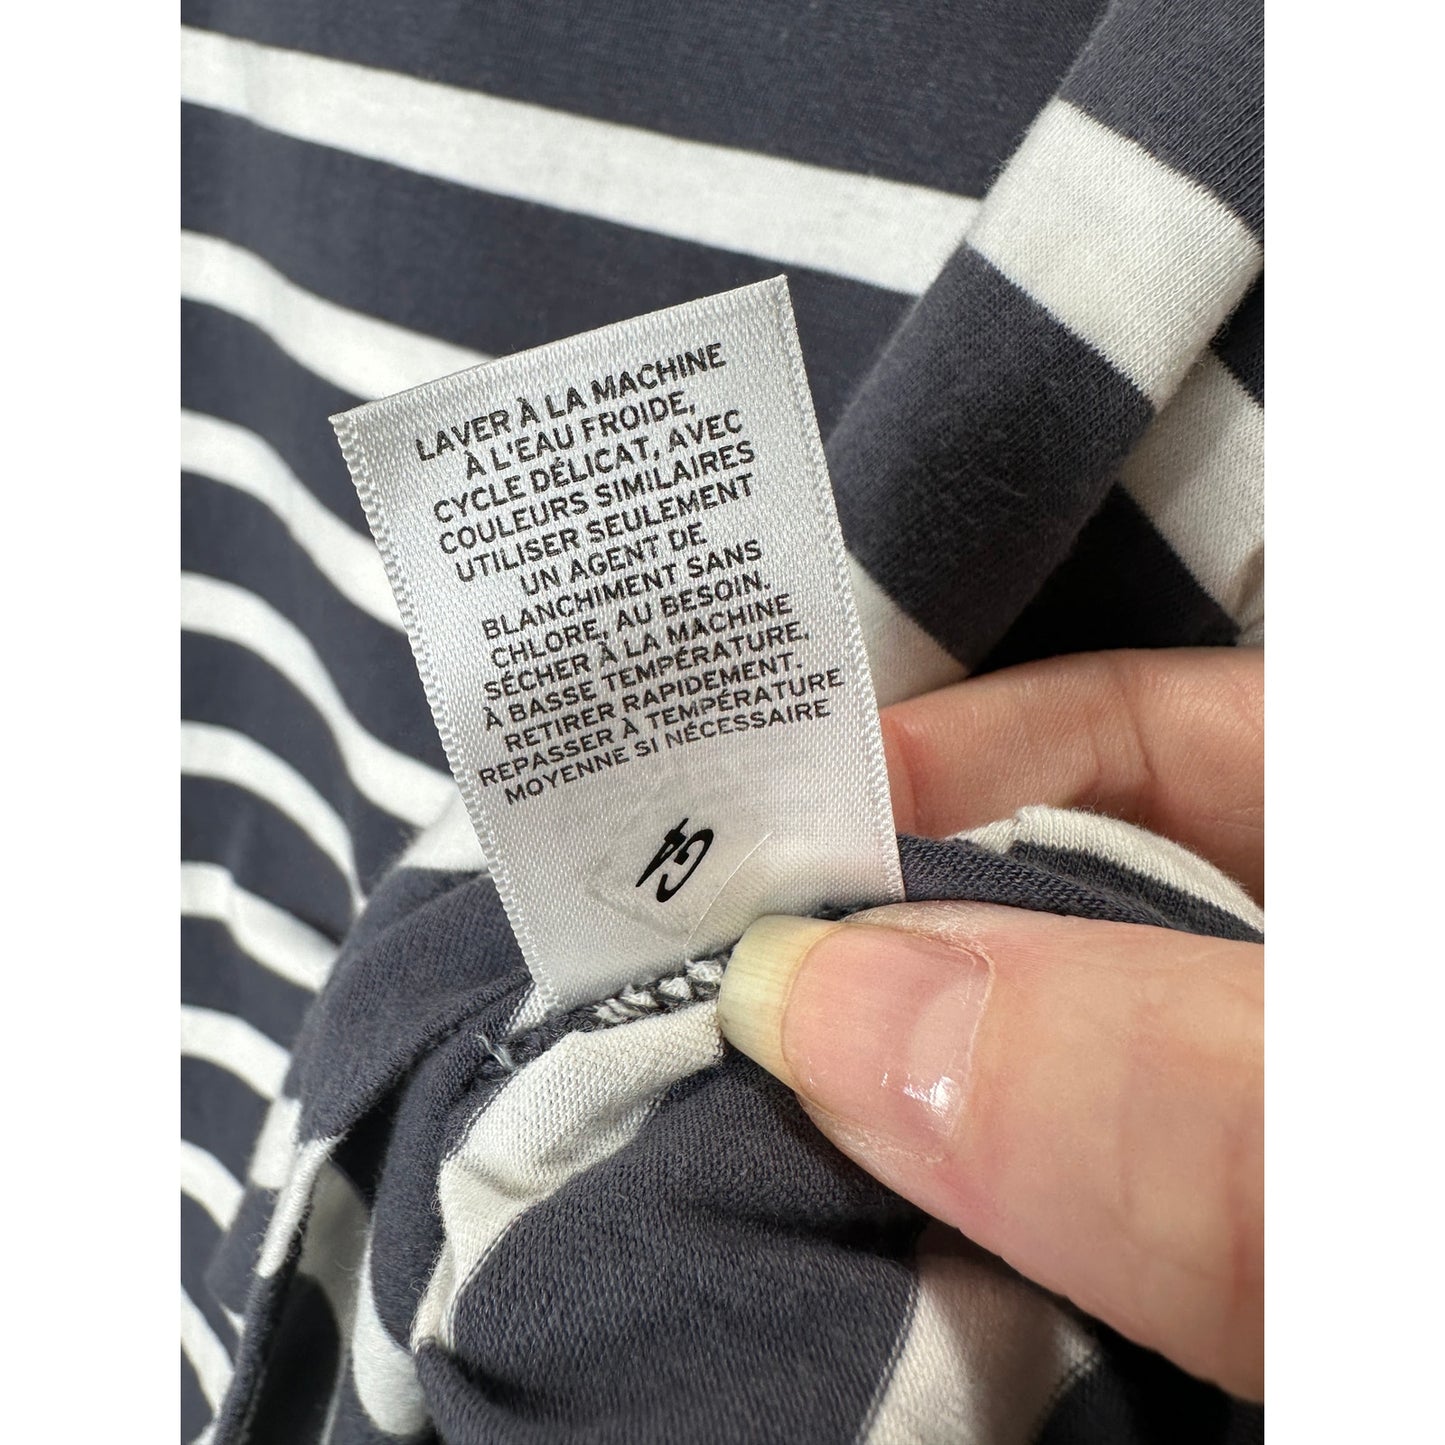 LAVER À LA MACHINE
À L'EAU FROIDE,
CYCLE DÉLICAT, AVEC
COULEURS SIMILAIRES
UTILISER SEULEMENT
UN AGENT DE
BLANCHIMENT SANS
CHLORE, AU BESOIN.
SÉCHER À LA MACHINE
À BASSE TEMPÉRATURE,
RETIRER RAPIDEMENT.
REPASSER À TEMPÉRATURE
MOYENNE SI NÉCESSAIRE